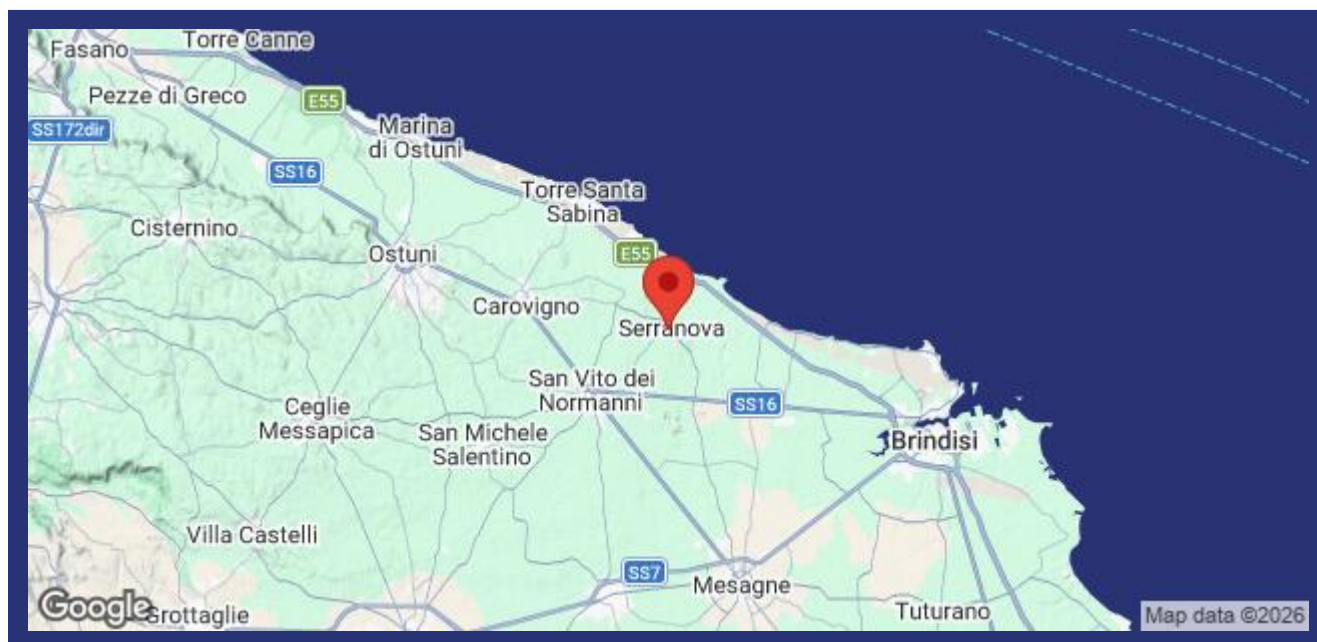 Torre Canne
Fasano
Pezze di Greco
E55
SS172dir
Marina
di Ostuni
SS16
Torre Santa
Sabina
Cisternino
Ostuni
E55
Carovigno
Serranova
San Vito dei
Normanni
SS16
Ceglie
Messapica
San Michele
Salentino
Brindisi
Villa Castelli
SS7
Mesagne
Google
Grottaglie
Tuturano
Map data ©2026